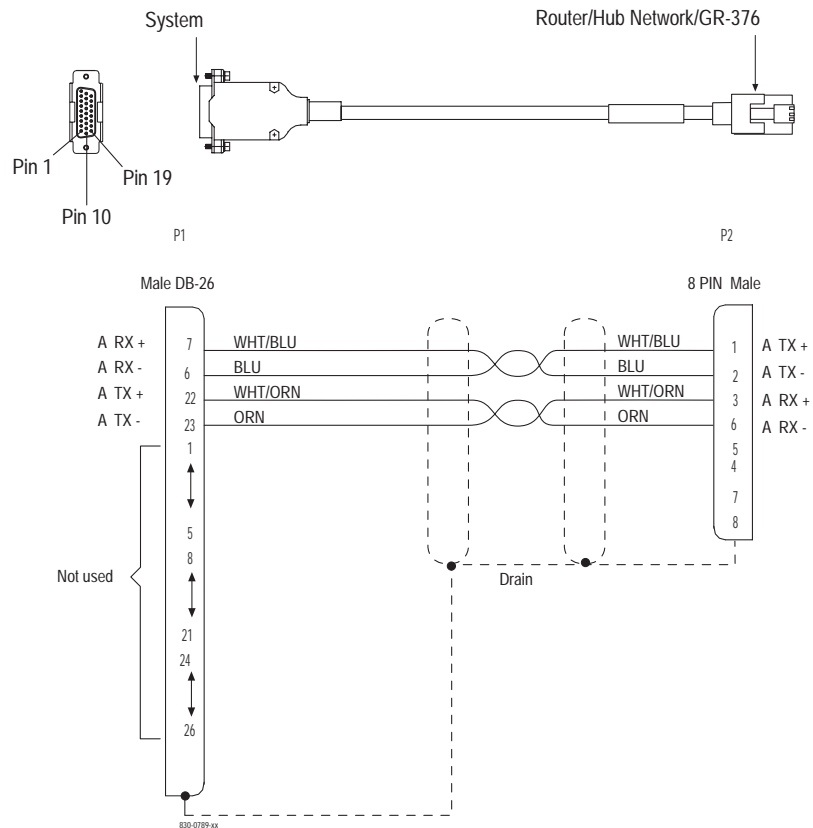 System
Router/Hub Network/GR-376
Pin 1
Pin 19
Pin 10
P1
P2
Male DB-26
8 PIN Male
A RX + 7 WHT/BLU WHT/BLU 1 A TX +
A RX - 6 BLU BLU 2 A TX -
A TX + 22 WHT/ORN WHT/ORN 3 A RX +
A TX - 23 ORN ORN 6 A RX -
1 5
4
7
5 8
8
Not used
Drain
21
24
26
830-0789-xx